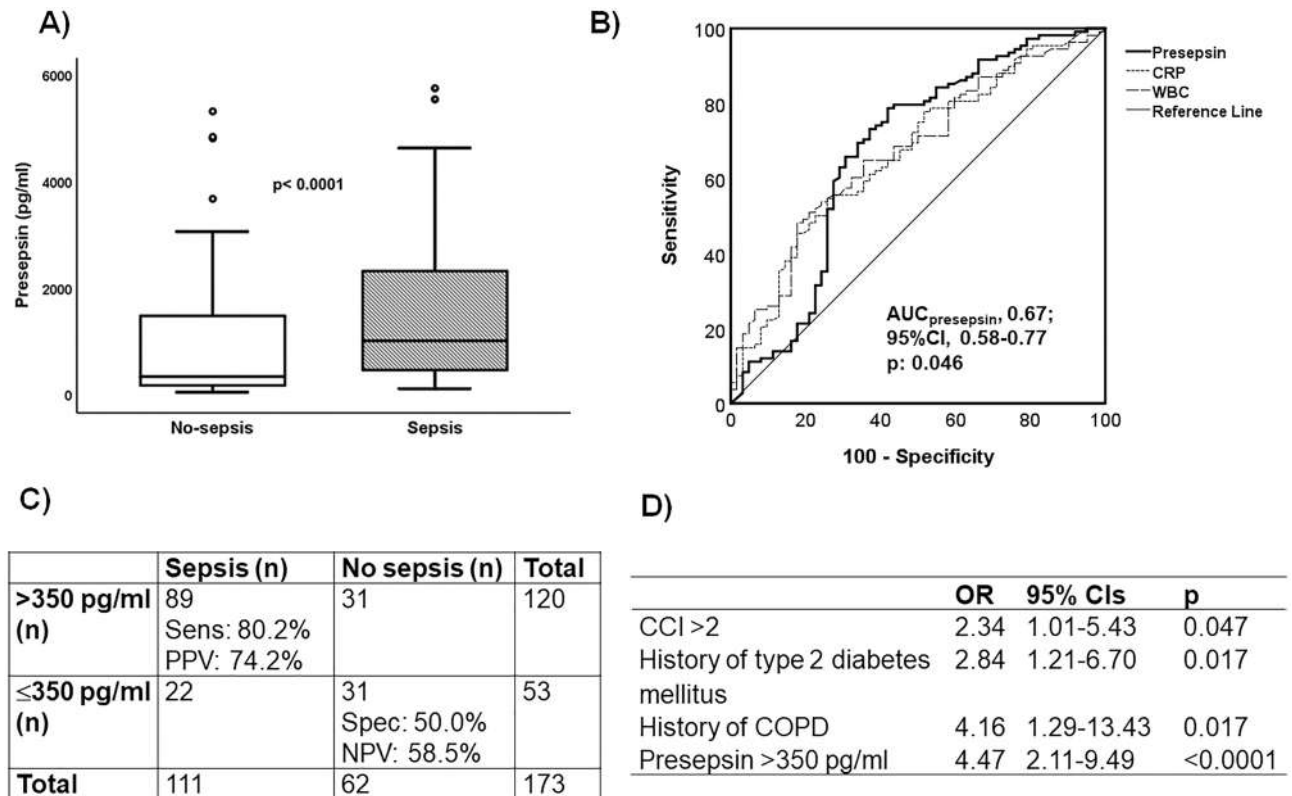 A)
Presepsin (pg/ml)
6000
4000
2000
0
p< 0.0001
No-sepsis
Sepsis
B)
Sensitivity
100
80
60
40
20
0
0 20 40 60 80 100
100 - Specificity
Presepsin
CRP
WBC
Reference Line
AUCpresepsin, 0.67;
95%CI, 0.58-0.77
p: 0.046
C)
Sepsis (n) No sepsis (n) Total
>350 pg/ml 89 31 120
(n) Sens: 80.2%
PPV: 74.2%
≤350 pg/ml 22 31 53
(n) Spec: 50.0%
NPV: 58.5%
Total 111 62 173
D)
OR 95% CIs p
CCI >2 2.34 1.01-5.43 0.047
History of type 2 diabetes 2.84 1.21-6.70 0.017
mellitus
History of COPD 4.16 1.29-13.43 0.017
Presepsin >350 pg/ml 4.47 2.11-9.49 <0.0001